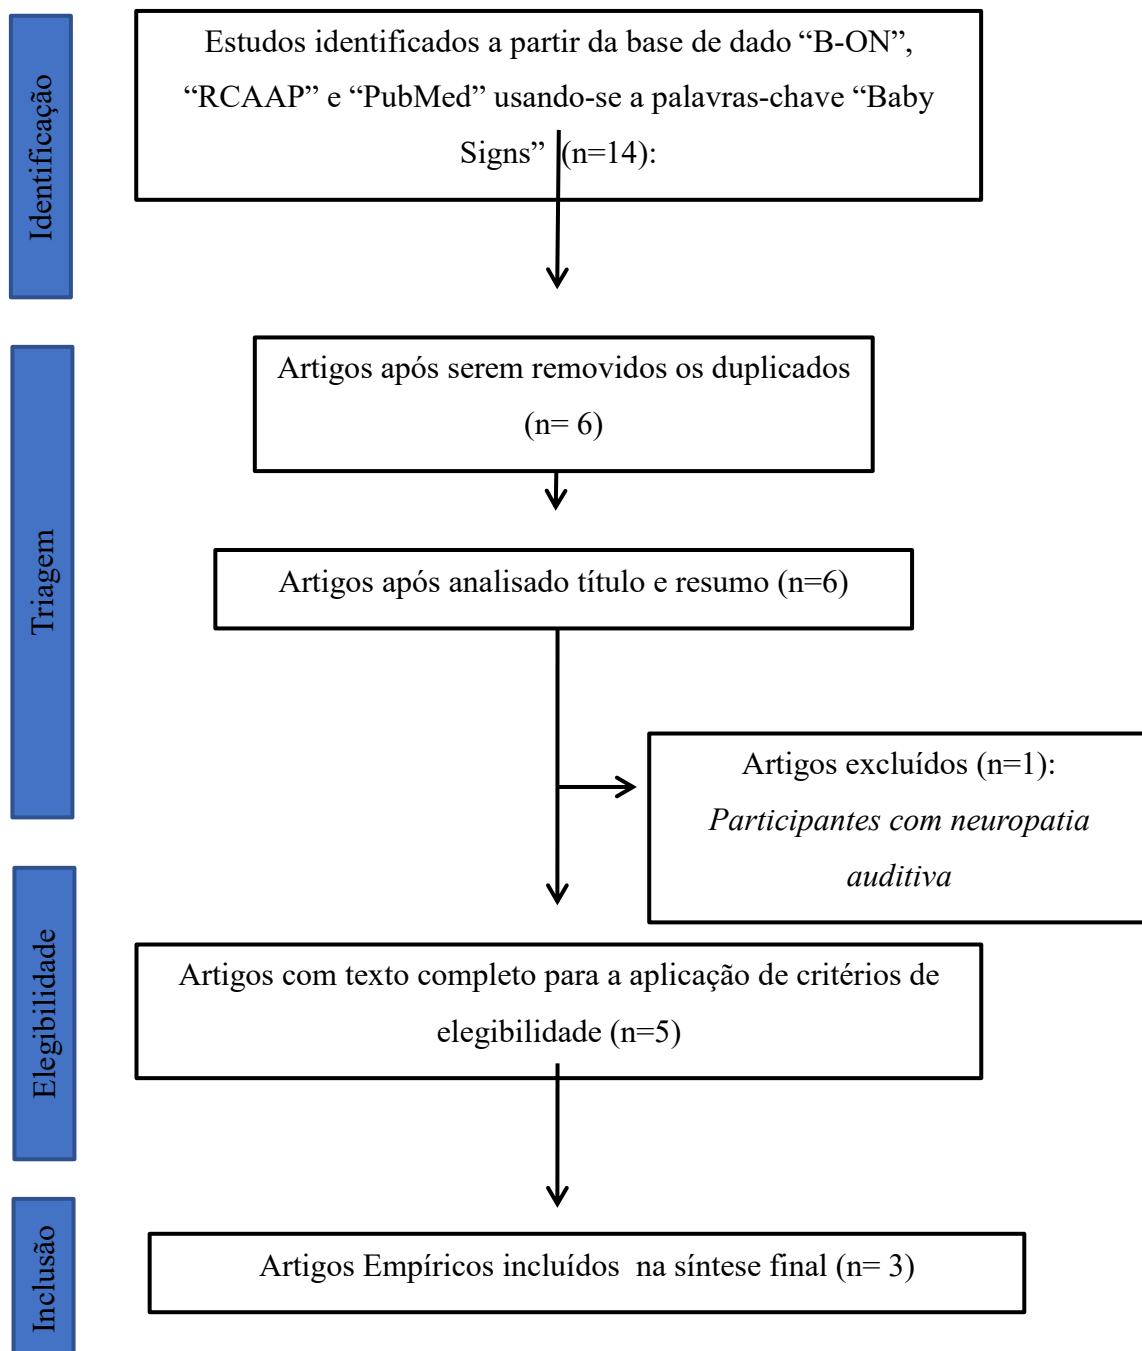 Identificação
Estudos identificados a partir da base de dado “B-ON”,
“RCAAP” e “PubMed” usando-se a palavras-chave “Baby
Signs” (n=14):
Triagem
Artigos após serem removidos os duplicados
(n= 6)
Artigos após analisado título e resumo (n=6)
Artigos excluídos (n=1):
Participantes com neuropatia
auditiva
Elegibilidade
Artigos com texto completo para a aplicação de critérios de
elegibilidade (n=5)
Inclusão
Artigos Empíricos incluídos na síntese final (n= 3)